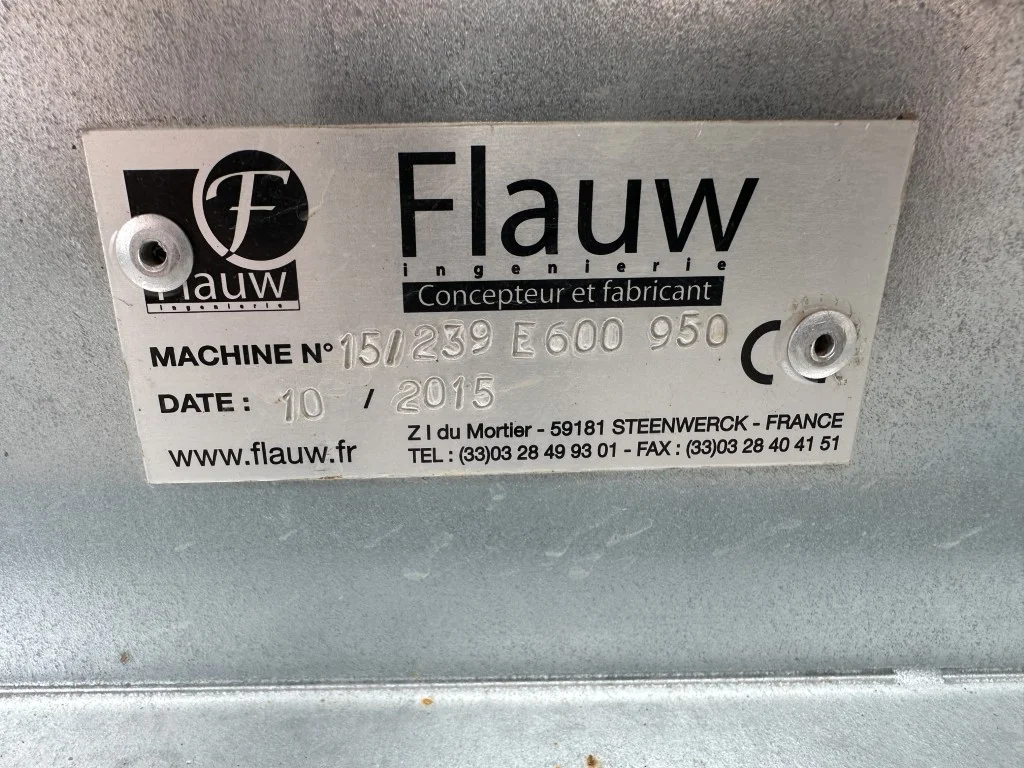 F
Flauw
ingenierie
Flauw
ingenierie
Concepteur et fabricant
MACHINE N° 15/239 E600 950
CE
DATE : 10 / 2015
www.flauw.fr
Z I du Mortier - 59181 STEENWERCK - FRANCE
TEL : (33)03 28 49 93 01 - FAX : (33)03 28 40 41 51